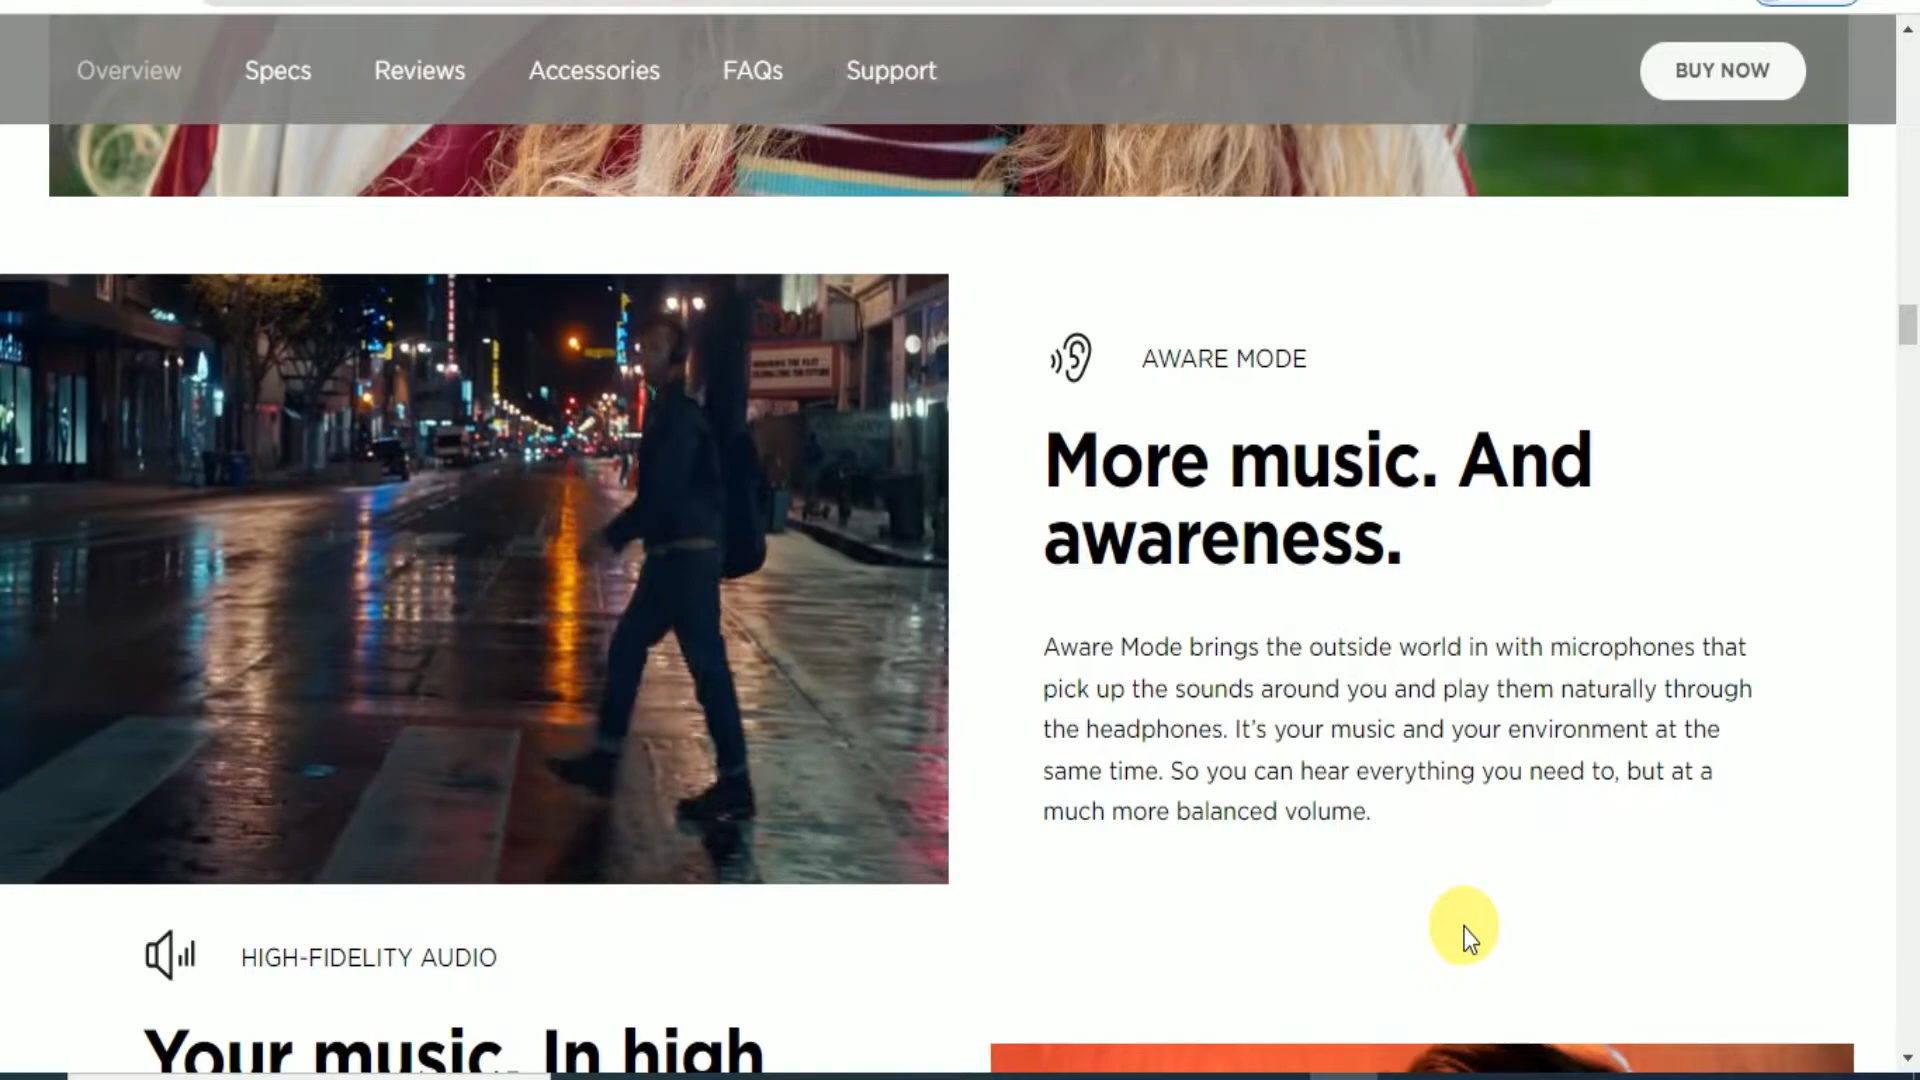 Overview Specs Reviews Accessories FAQs Support BUY NOW
AWARE MODE
More music. And
awareness.
Aware Mode brings the outside world in with microphones that
pick up the sounds around you and play them naturally through
the headphones. It’s your music and your environment at the
same time. So you can hear everything you need to, but at a
much more balanced volume.
HIGH-FIDELITY AUDIO
Your music. In high